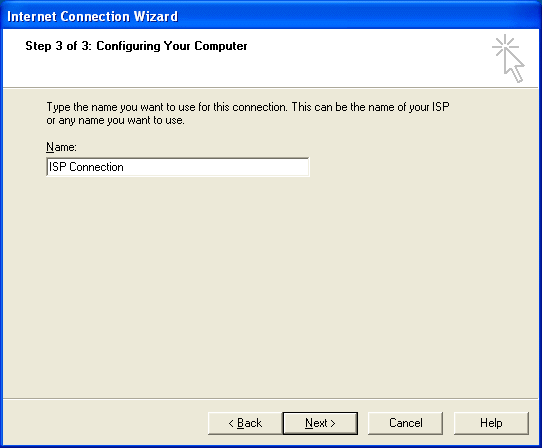 Internet Connection Wizard
Step 3 of 3: Configuring Your Computer
Type the name you want to use for this connection. This can be the name of your ISP
or any name you want to use.
Name:
ISP Connection
< Back Next > Cancel Help